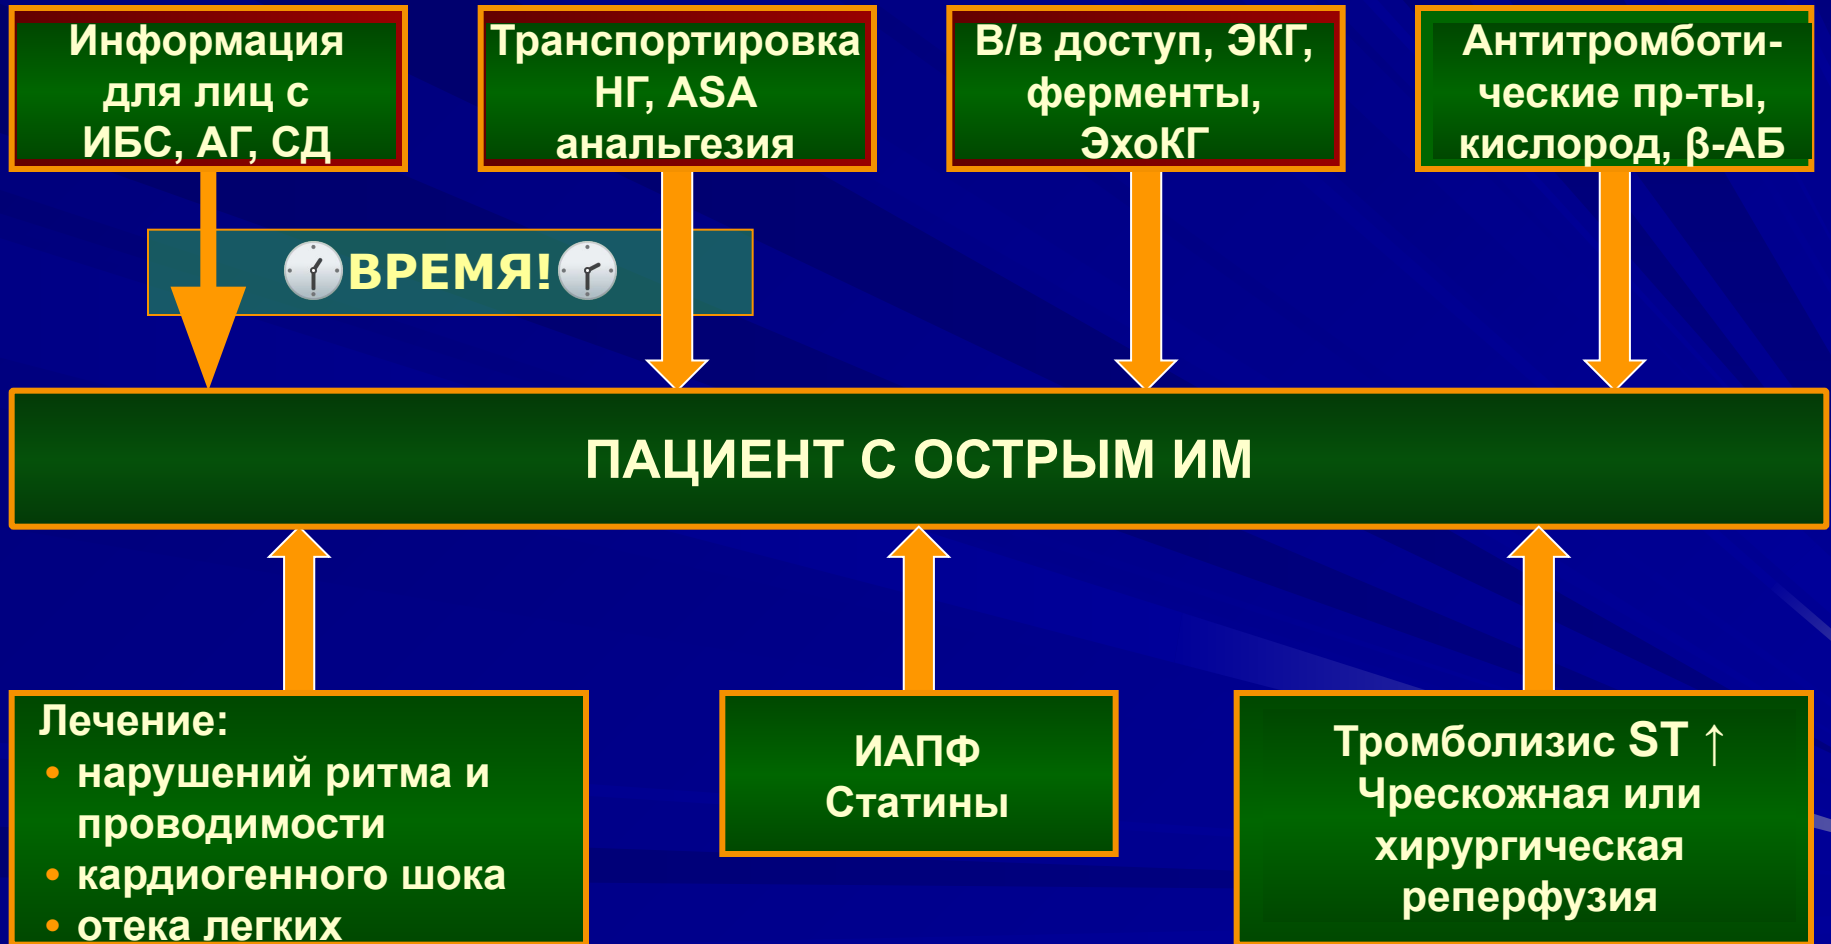 Информация
для лиц с
ИБС, АГ, СД
Транспортировка
НГ, ASA
анальгезия
В/в доступ, ЭКГ,
ферменты,
ЭхоКГ
Антитромботи-
ческие пр-ты,
кислород, β-АБ
ВРЕМЯ!
ПАЦИЕНТ С ОСТРЫМ ИМ
Лечение:
• нарушений ритма и
проводимости
• кардиогенного шока
• отека легких
ИАПФ
Статины
Тромболизис ST ↑
Чрескожная или
хирургическая
реперфузия